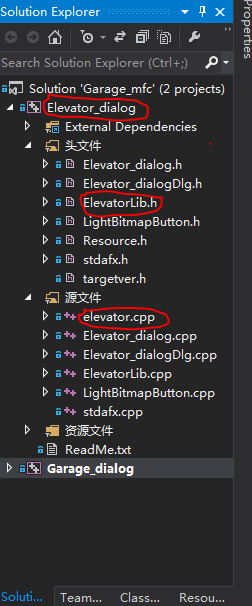 Solution Explorer
Properties
Search Solution Explorer (Ctrl+;)
Solution 'Garage_mfc' (2 projects)
Elevator_dialog
External Dependencies
头文件
Elevator_dialog.h
Elevator_dialogDlg.h
ElevatorLib.h
LightBitmapButton.h
Resource.h
stdafx.h
targetver.h
源文件
elevator.cpp
Elevator_dialog.cpp
Elevator_dialogDlg.cpp
ElevatorLib.cpp
LightBitmapButton.cpp
stdafx.cpp
资源文件
ReadMe.txt
Garage_dialog
Soluti... Team... Class... Resou...